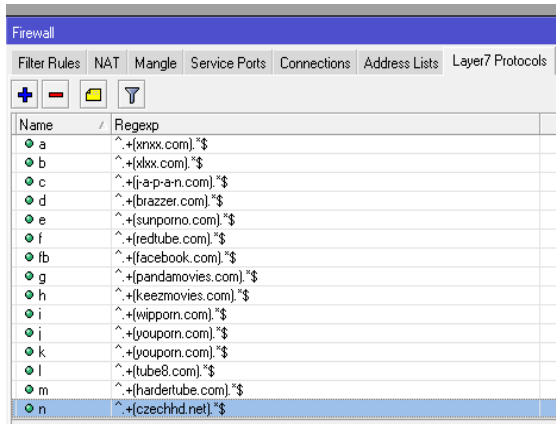 Firewall
Filter Rules NAT Mangle Service Ports Connections Address Lists Layer7 Protocols
Name Regexp
a ^.+(xnxx.com).*$
b ^.+(xlxx.com).*$
c ^.+(j-a-p-a-n.com).*$
d ^.+(brazzer.com).*$
e ^.+(sunporno.com).*$
f ^.+(redtube.com).*$
fb ^.+(facebook.com).*$
g ^.+(pandamovies.com).*$
h ^.+(keezmovies.com).*$
i ^.+(wipporn.com).*$
j ^.+(youporn.com).*$
k ^.+(youporn.com).*$
l ^.+(tube8.com).*$
m ^.+(hardertube.com).*$
n ^.+(czechhd.net).*$